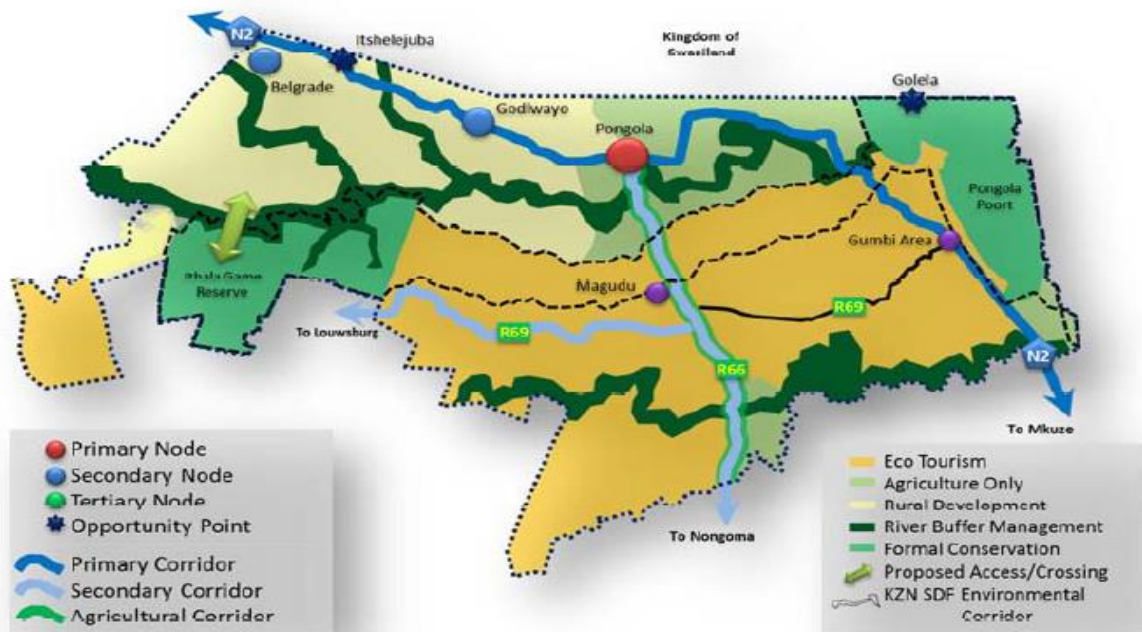 N2
Itshelejuba
Kingdom of
Swasiland
Golela
Belgrade
Godlwayo
Pongola
Pongola
Poort
Gumbi Area
Game
Reserve
Magudu
R69
To Louwsburg
R69
R66
N2
To Mkuze
To Nongoma
Primary Node
Secondary Node
Tertiary Node
Opportunity Point
Primary Corridor
Secondary Corridor
Agricultural Corridor
Eco Tourism
Agriculture Only
Rural Development
River Buffer Management
Formal Conservation
Proposed Access/Crossing
KZN SDF Environmental
Corridor